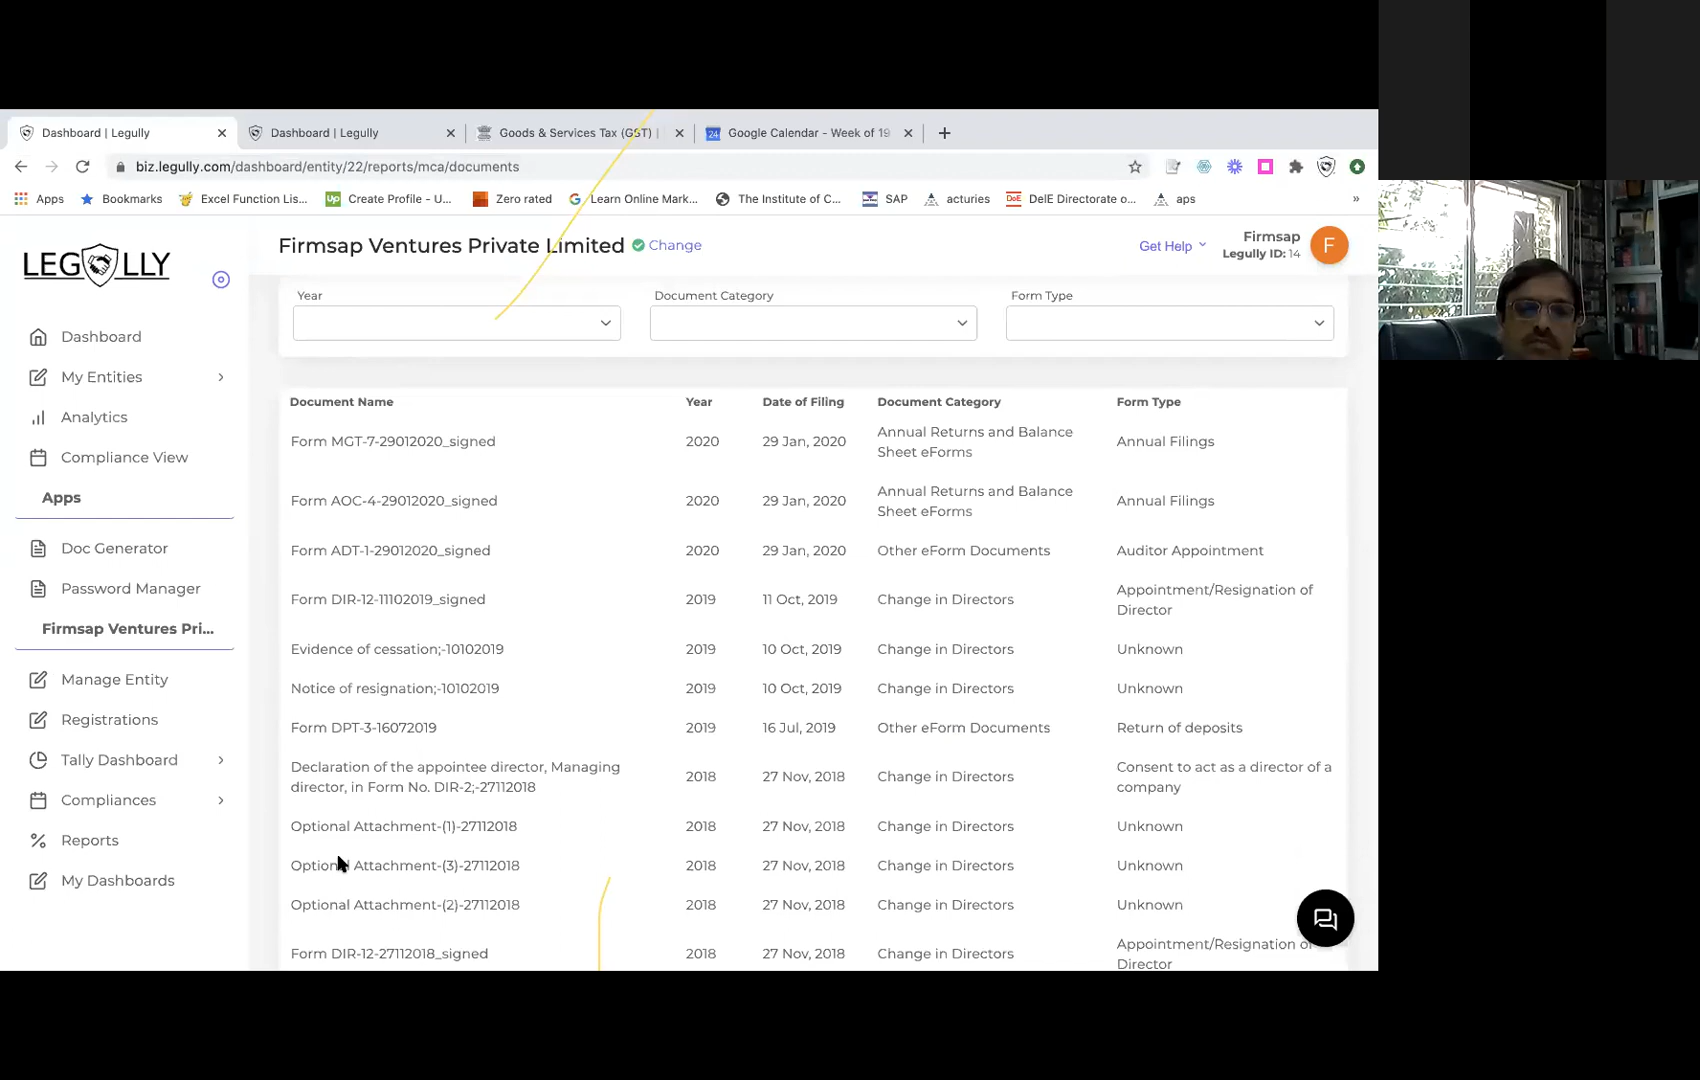 Dashboard | Legully
Dashboard | Legully
Goods & Services Tax (GST) |
24 Google Calendar - Week of 19
biz.legully.com/dashboard/entity/22/reports/mca/documents
Apps Bookmarks Excel Function Lis... Up Create Profile - U... Zero rated G Learn Online Mark... The Institute of C... SAP acturies DoE DelE Directorate o... aps »
LEGULLY
Firmsap Ventures Private Limited Change
Get Help
Firmsap
Legully ID: 14
F
Dashboard
My Entities
Analytics
Compliance View
Apps
Doc Generator
Password Manager
Firmsap Ventures Pri...
Manage Entity
Registrations
Tally Dashboard
Compliances
Reports
My Dashboards
Year Document Category Form Type
Document Name Year Date of Filing Document Category Form Type
Form MGT-7-29012020_signed 2020 29 Jan, 2020 Annual Returns and Balance Sheet eForms Annual Filings
Form AOC-4-29012020_signed 2020 29 Jan, 2020 Annual Returns and Balance Sheet eForms Annual Filings
Form ADT-1-29012020_signed 2020 29 Jan, 2020 Other eForm Documents Auditor Appointment
Form DIR-12-11102019_signed 2019 11 Oct, 2019 Change in Directors Appointment/Resignation of Director
Evidence of cessation;-10102019 2019 10 Oct, 2019 Change in Directors Unknown
Notice of resignation;-10102019 2019 10 Oct, 2019 Change in Directors Unknown
Form DPT-3-16072019 2019 16 Jul, 2019 Other eForm Documents Return of deposits
Declaration of the appointee director, Managing director, in Form No. DIR-2;-27112018 2018 27 Nov, 2018 Change in Directors Consent to act as a director of a company
Optional Attachment-(1)-27112018 2018 27 Nov, 2018 Change in Directors Unknown
Optional Attachment-(3)-27112018 2018 27 Nov, 2018 Change in Directors Unknown
Optional Attachment-(2)-27112018 2018 27 Nov, 2018 Change in Directors Unknown
Form DIR-12-27112018_signed 2018 27 Nov, 2018 Change in Directors Appointment/Resignation of Director